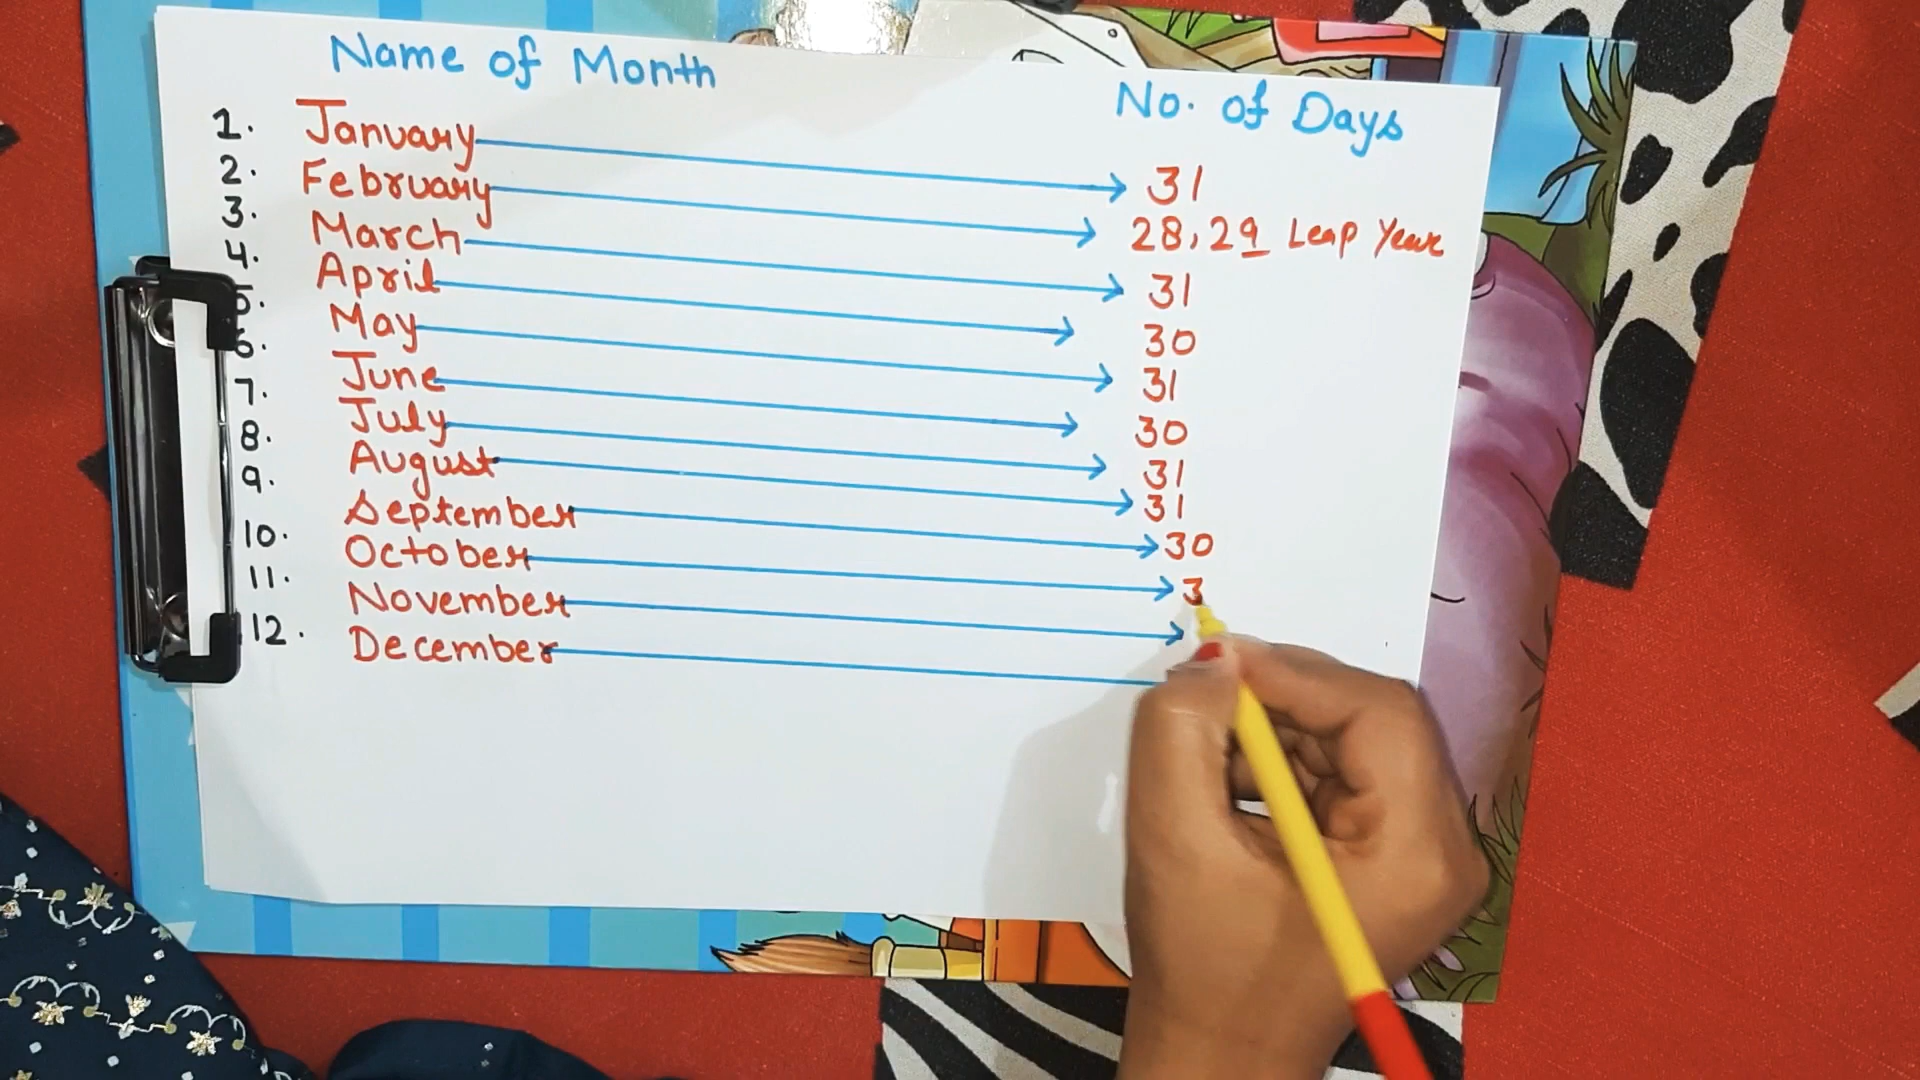 Name of Month No. of Days
1. January 31
2. February 28, 29 Leap Year
3. March 31
4. April 30
5. May 31
6. June 30
7. July 31
8. August 31
9. September 30
10. October 3
11. November
12. December